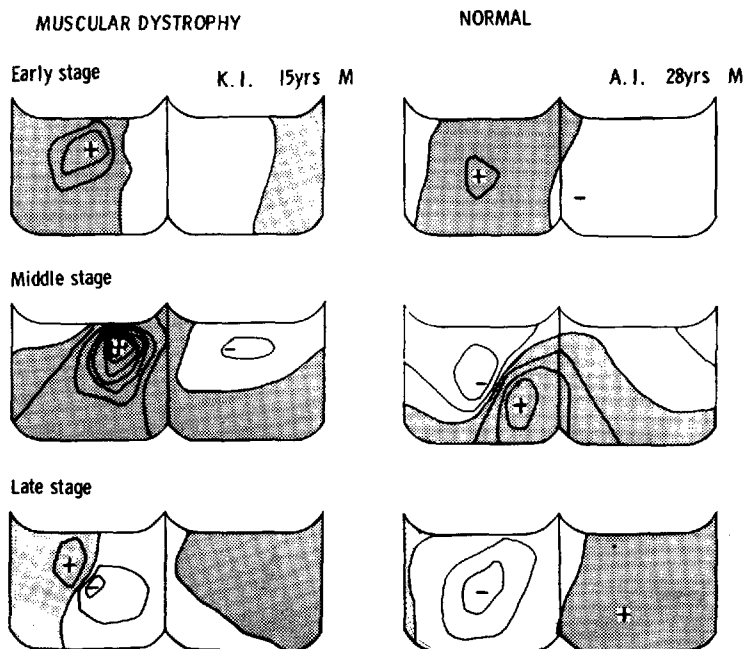 MUSCULAR DYSTROPHY
NORMAL
Early stage
K. I. 15yrs M
A. I. 28yrs M
+
+
-
Middle stage
+
-
-
+
Late stage
+
-
-
+